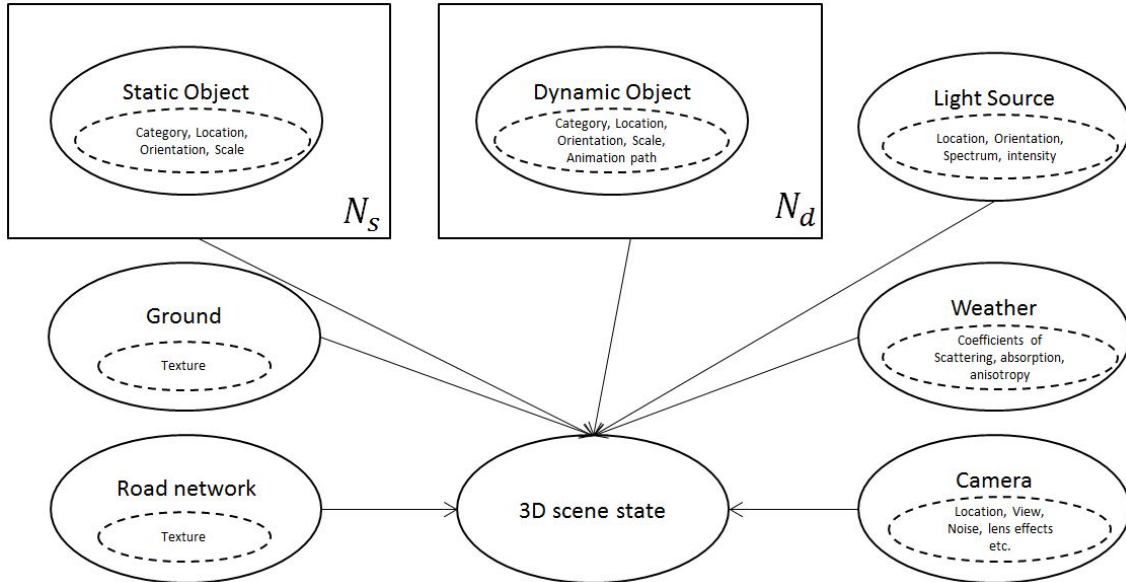 Static Object
Category, Location,
Orientation, Scale
N_s
Dynamic Object
Category, Location,
Orientation, Scale,
Animation path
N_d
Light Source
Location, Orientation,
Spectrum, intensity
Ground
Texture
Weather
Coefficients of
Scattering, absorption,
anisotropy
Road network
Texture
3D scene state
Camera
Location, View,
Noise, lens effects
etc.